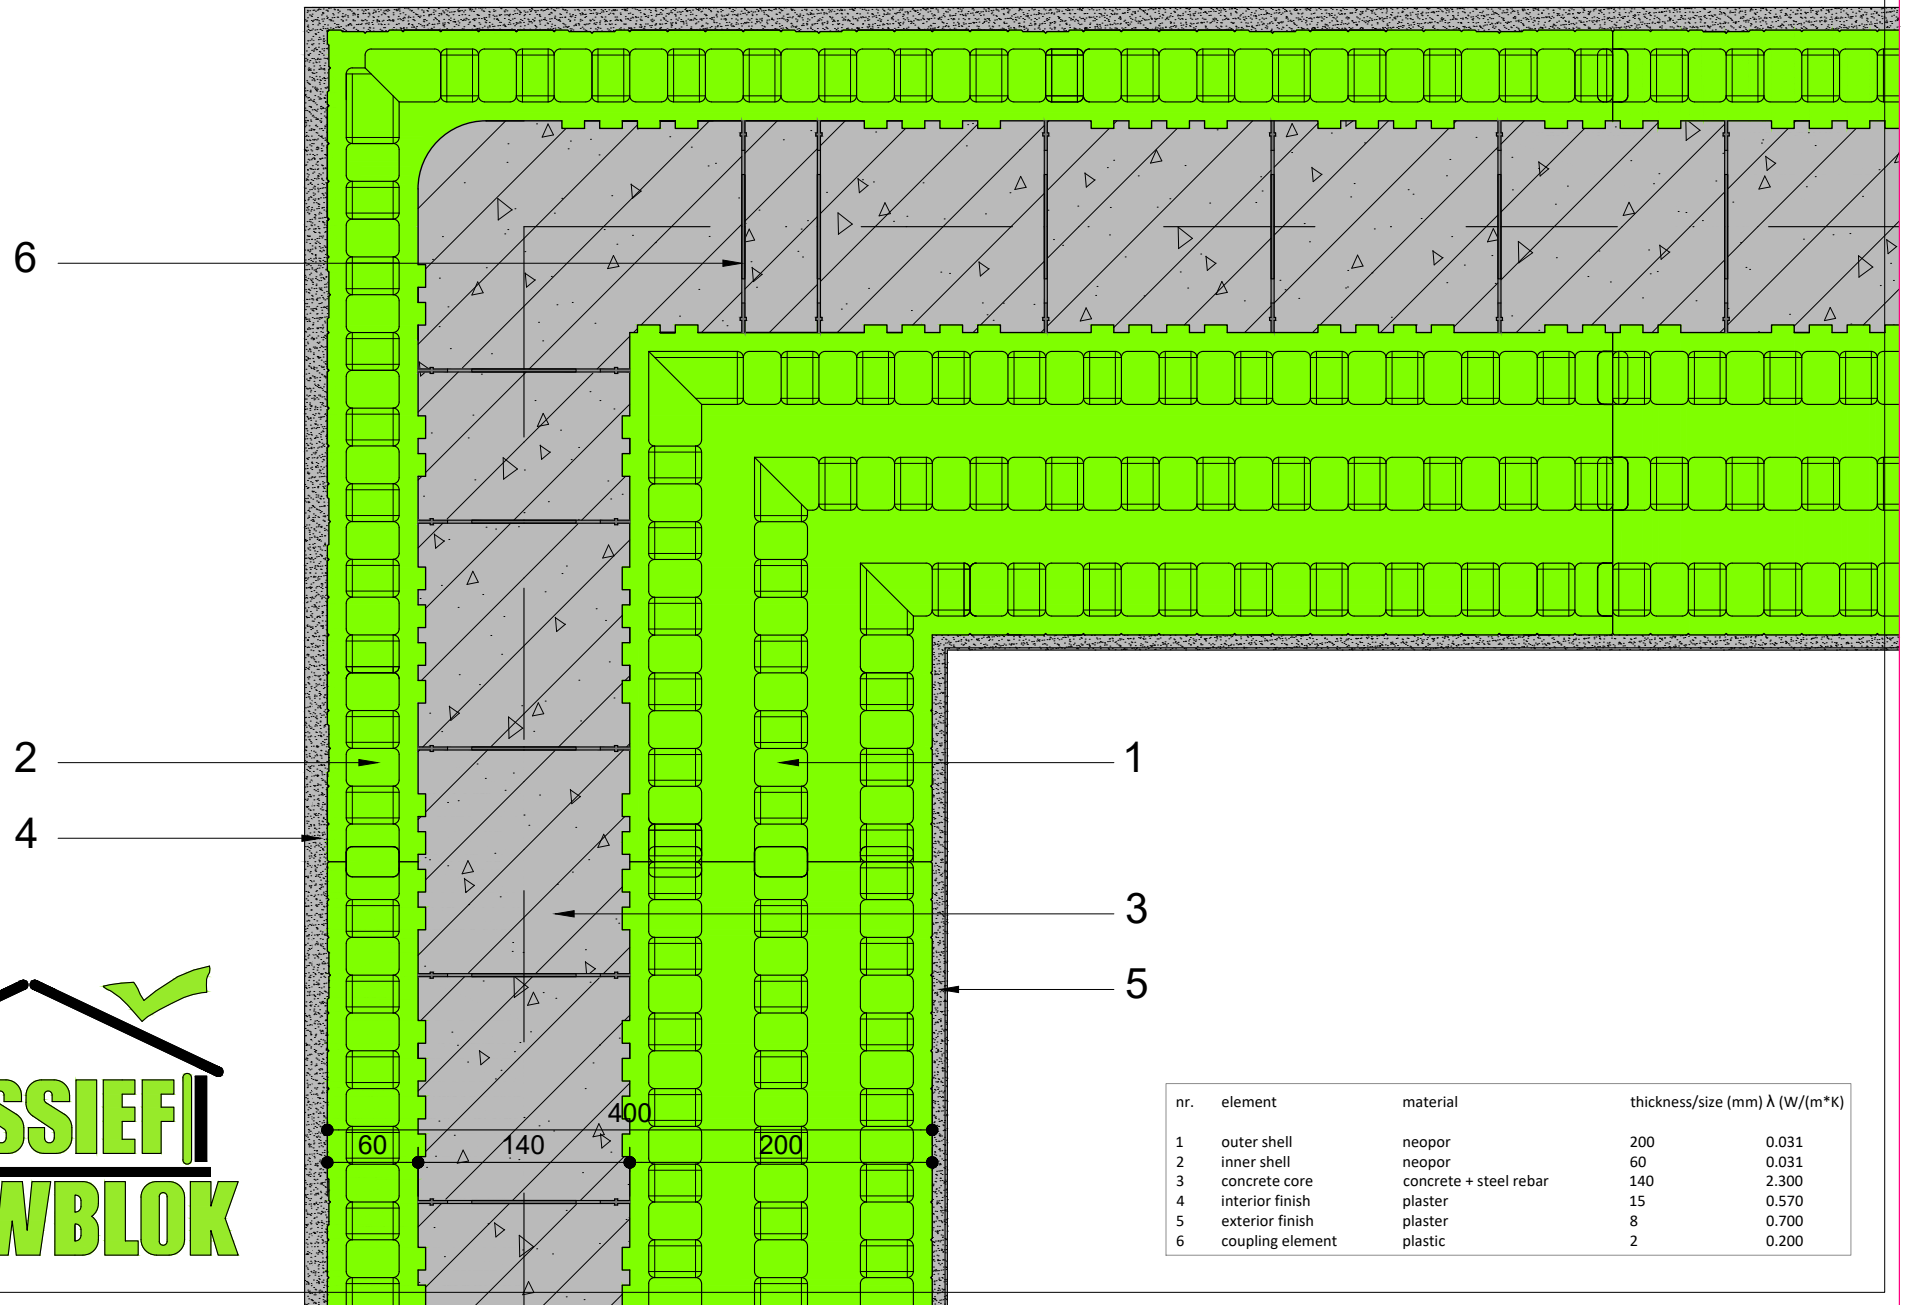 6
2
1
4
3
5
400
60 140 200
SSIEF
WBLOK
nr. element material thickness/size (mm) λ (W/(m*K)
1 outer shell neopor 200 0.031
2 inner shell neopor 60 0.031
3 concrete core concrete + steel rebar 140 2.300
4 interior finish plaster 15 0.570
5 exterior finish plaster 8 0.700
6 coupling element plastic 2 0.200